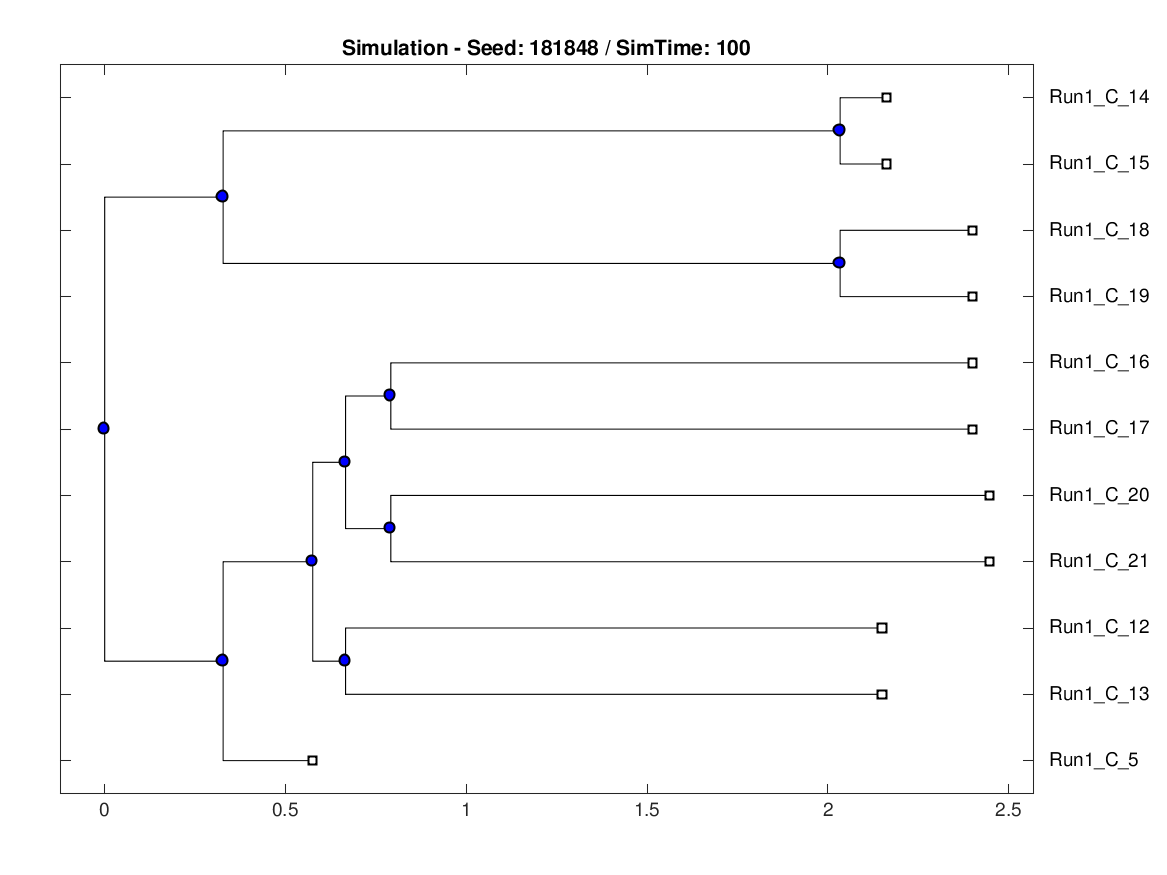 Simulation - Seed: 181848 / SimTime: 100
Run1_C_14
Run1_C_15
Run1_C_18
Run1_C_19
Run1_C_16
Run1_C_17
Run1_C_20
Run1_C_21
Run1_C_12
Run1_C_13
Run1_C_5
0 0.5 1 1.5 2 2.5